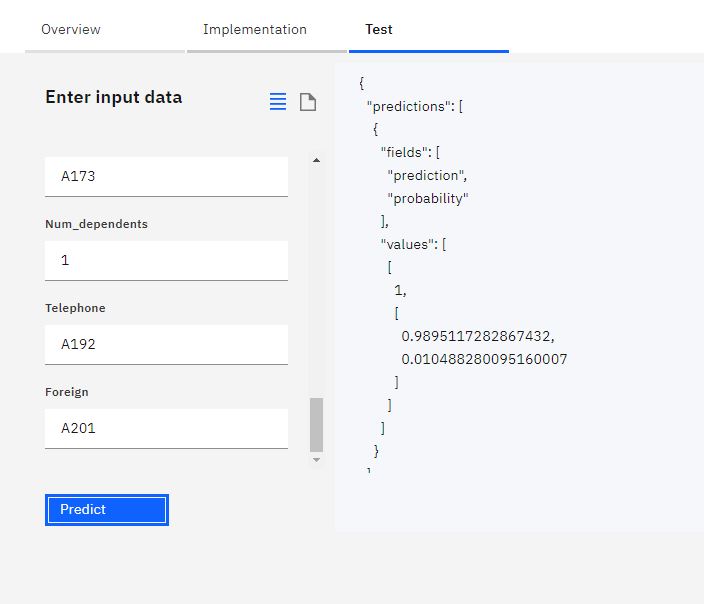 Overview
Implementation
Test
Enter input data
A173
Num_dependents
1
Telephone
A192
Foreign
A201
Predict
{
"predictions": [
{
"fields": [
"prediction",
"probability"
],
"values": [
[
1,
[
0.9895117282867432,
0.010488280095160007
]
]
]
}
]